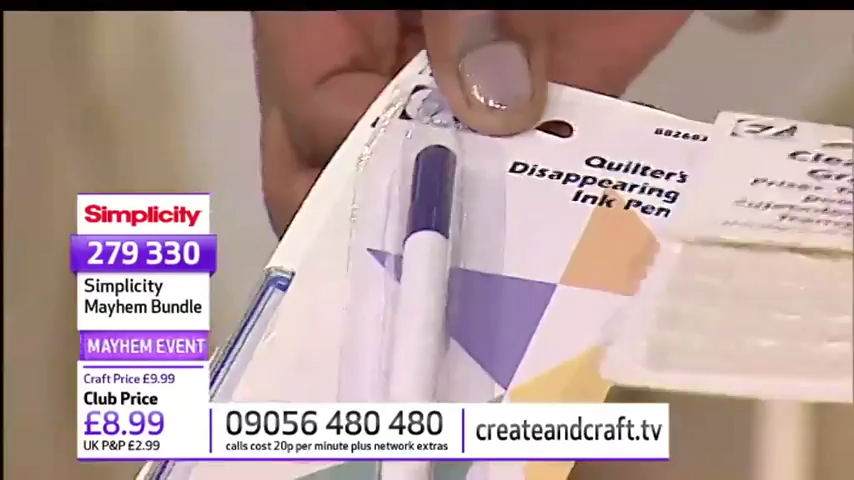 882683
Quilter's
Disappearing
Ink Pen
Simplicity
279 330
Simplicity
Mayhem Bundle
MAYHEM EVENT
Craft Price £9.99
Club Price
£8.99
UK P&P £2.99
09056 480 480
calls cost 20p per minute plus network extras
createandcraft.tv